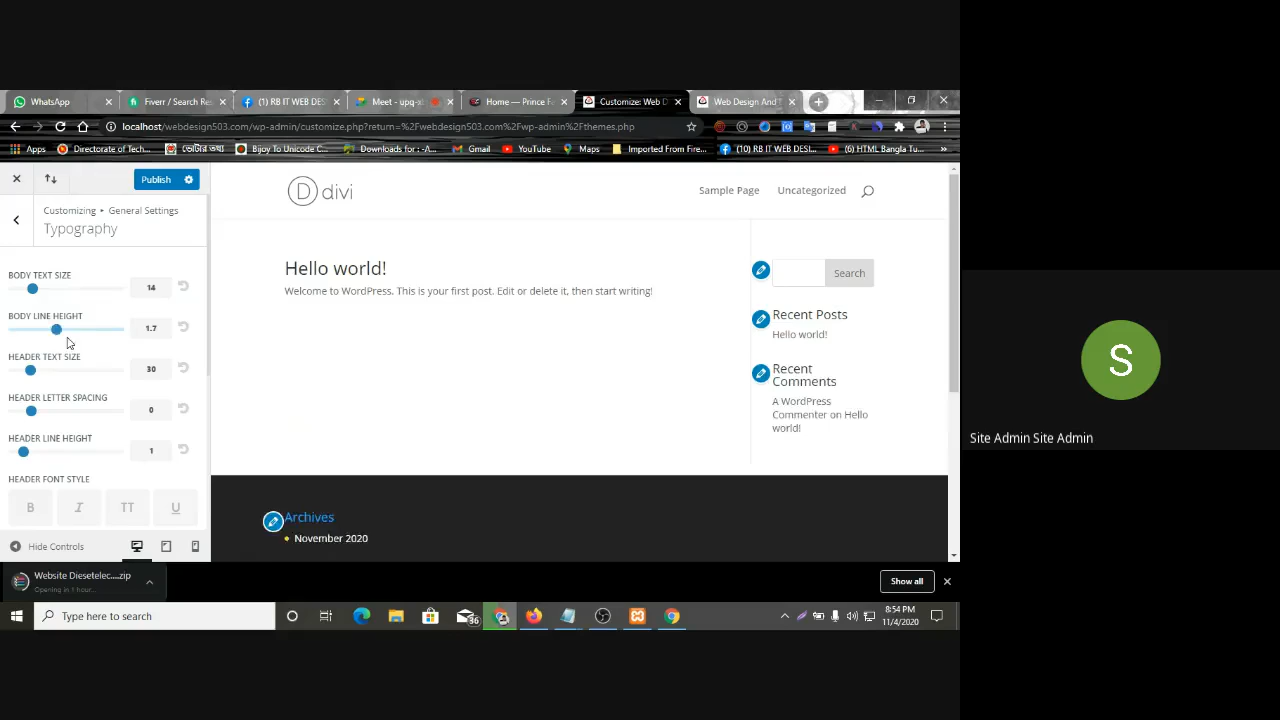 WhatsApp
Fiverr / Search Re
(1) RB IT WEB DES
Meet - upq-a
Home — Prince F
Customize: Web D
Web Design And
localhost/webdesign503.com/wp-admin/customize.php?return=%2Fwebdesign503.com%2Fwp-admin%2Fthemes.php
Apps
Directorate of Tech...
Bijoy To Unicode C...
Downloads for : -A...
Gmail
YouTube
Maps
Imported From Fire...
(10) RB IT WEB DESI...
(6) HTML Bangla Tu...
»
Publish
Customizing ▸ General Settings
Typography
BODY TEXT SIZE
14
BODY LINE HEIGHT
1.7
HEADER TEXT SIZE
30
HEADER LETTER SPACING
0
HEADER LINE HEIGHT
1
HEADER FONT STYLE
B I TT U
Hide Controls
D divi
Sample Page
Uncategorized
Hello world!
Welcome to WordPress. This is your first post. Edit or delete it, then start writing!
Search
Recent Posts
Hello world!
Recent
Comments
A WordPress
Commenter on Hello
world!
Archives
November 2020
S
Site Admin Site Admin
Website Diesetelec....zip
Opening in 1 hour...
Show all
Type here to search
36
8:54 PM
11/4/2020